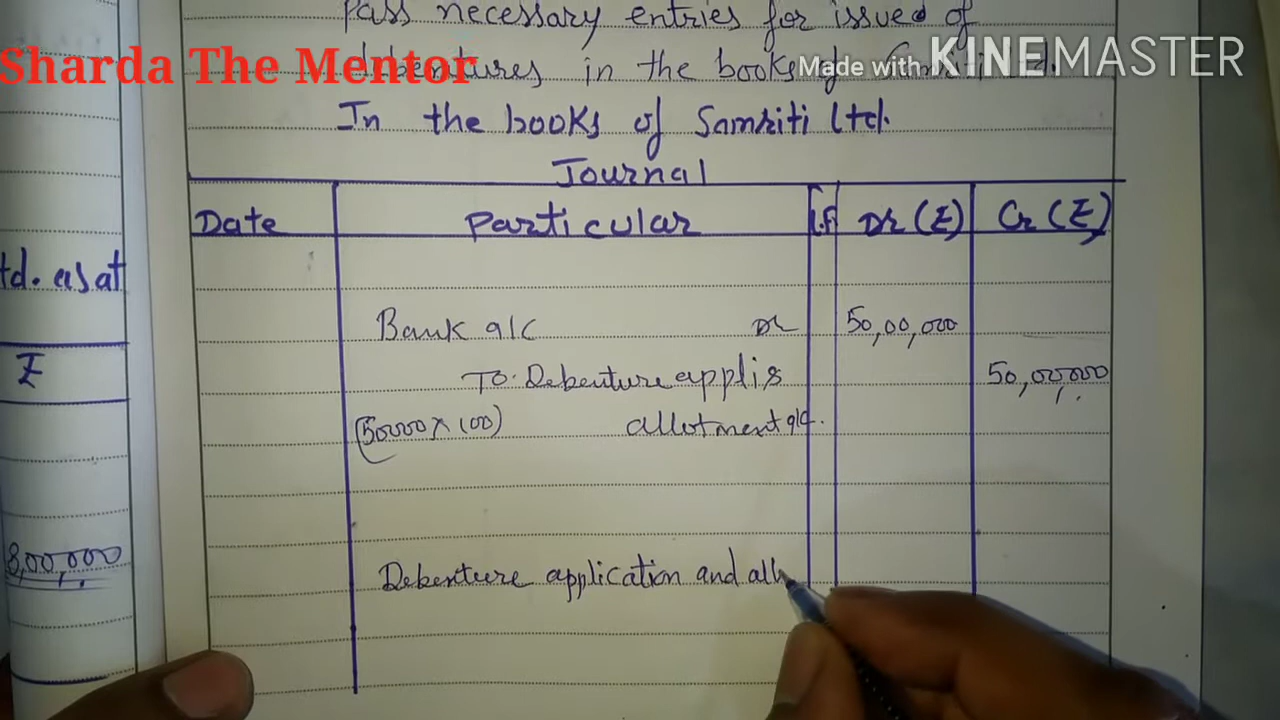 Pass necessary entries for issued of
Sharda The Mentor
debentures in the books
Made with KINEMASTER
In the books of Samriti Ltd.
Journal
Date Particular L.F Dr (₹) Cr (₹)
td. as at
Bank a/c Dr 50,00,000
₹
To Debenture appli &
50,00,000
(50000 x 100) allotment a/c.
8,00,000
Debenture application and all